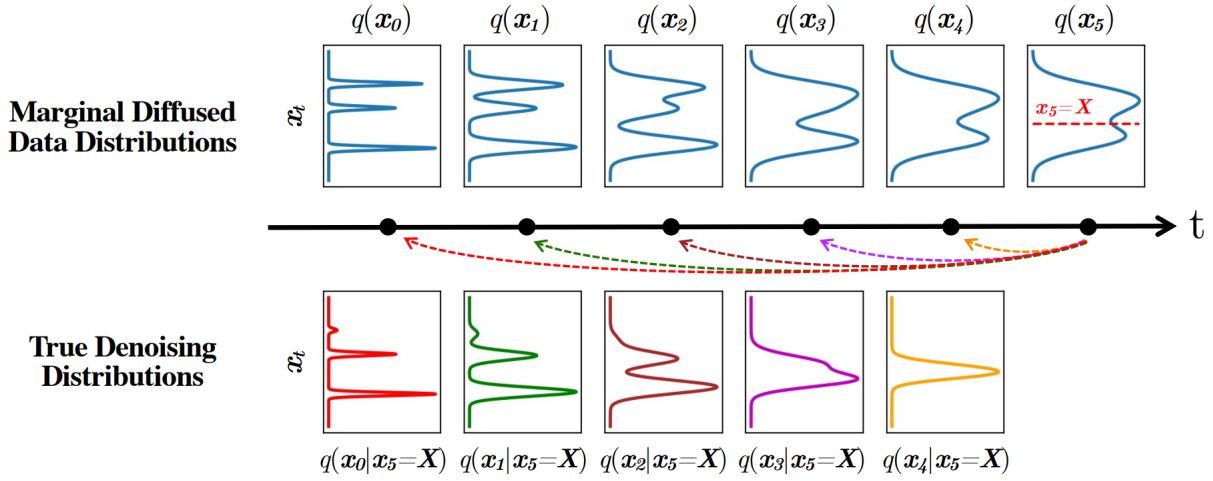 q(x₀) q(x₁) q(x₂) q(x₃) q(x₄) q(x₅)
Marginal Diffused
Data Distributions
xₜ
x₅=X
t
True Denoising
Distributions
xₜ
q(x₀|x₅=X) q(x₁|x₅=X) q(x₂|x₅=X) q(x₃|x₅=X) q(x₄|x₅=X)